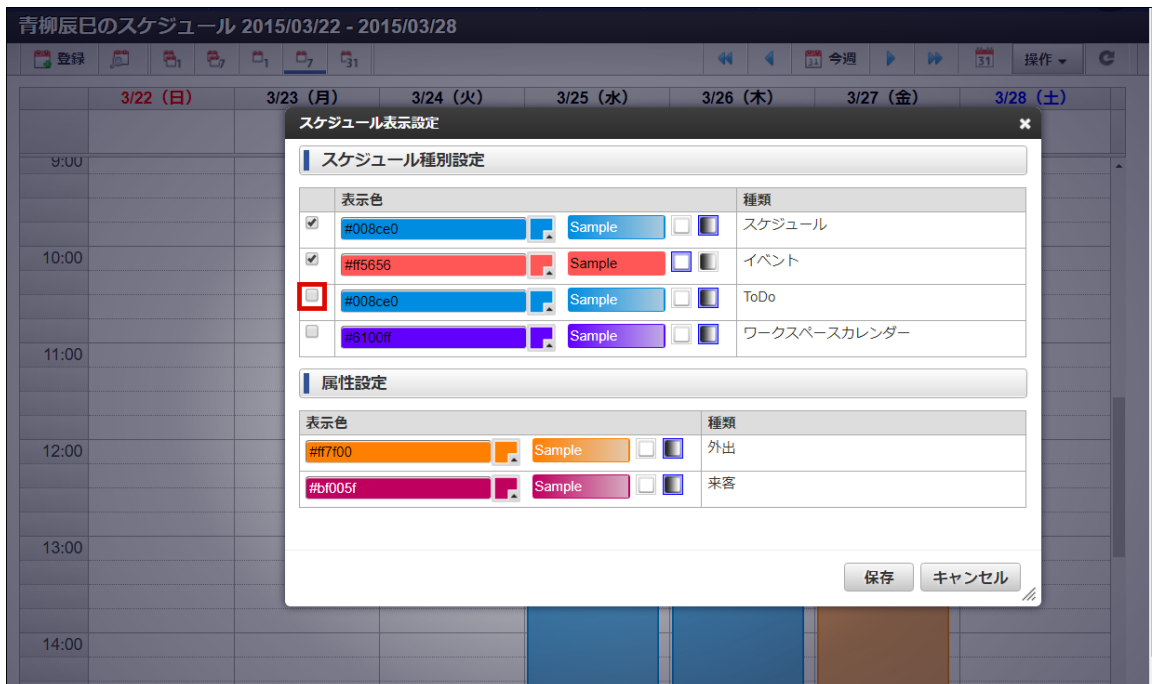 青柳辰巳のスケジュール 2015/03/22 - 2015/03/28
登録 1 7 1 7 31 31 今週 31 操作
3/22（日） 3/23（月） 3/24（火） 3/25（水） 3/26（木） 3/27（金） 3/28（土）
スケジュール表示設定
スケジュール種別設定
9:00
表示色 種類
#008ce0 Sample スケジュール
10:00
#ff5656 Sample イベント
#008ce0 Sample ToDo
#6100ff Sample ワークスペースカレンダー
11:00
属性設定
表示色 種類
12:00
#ff7f00 Sample 外出
#bf005f Sample 来客
13:00
保存 キャンセル
14:00